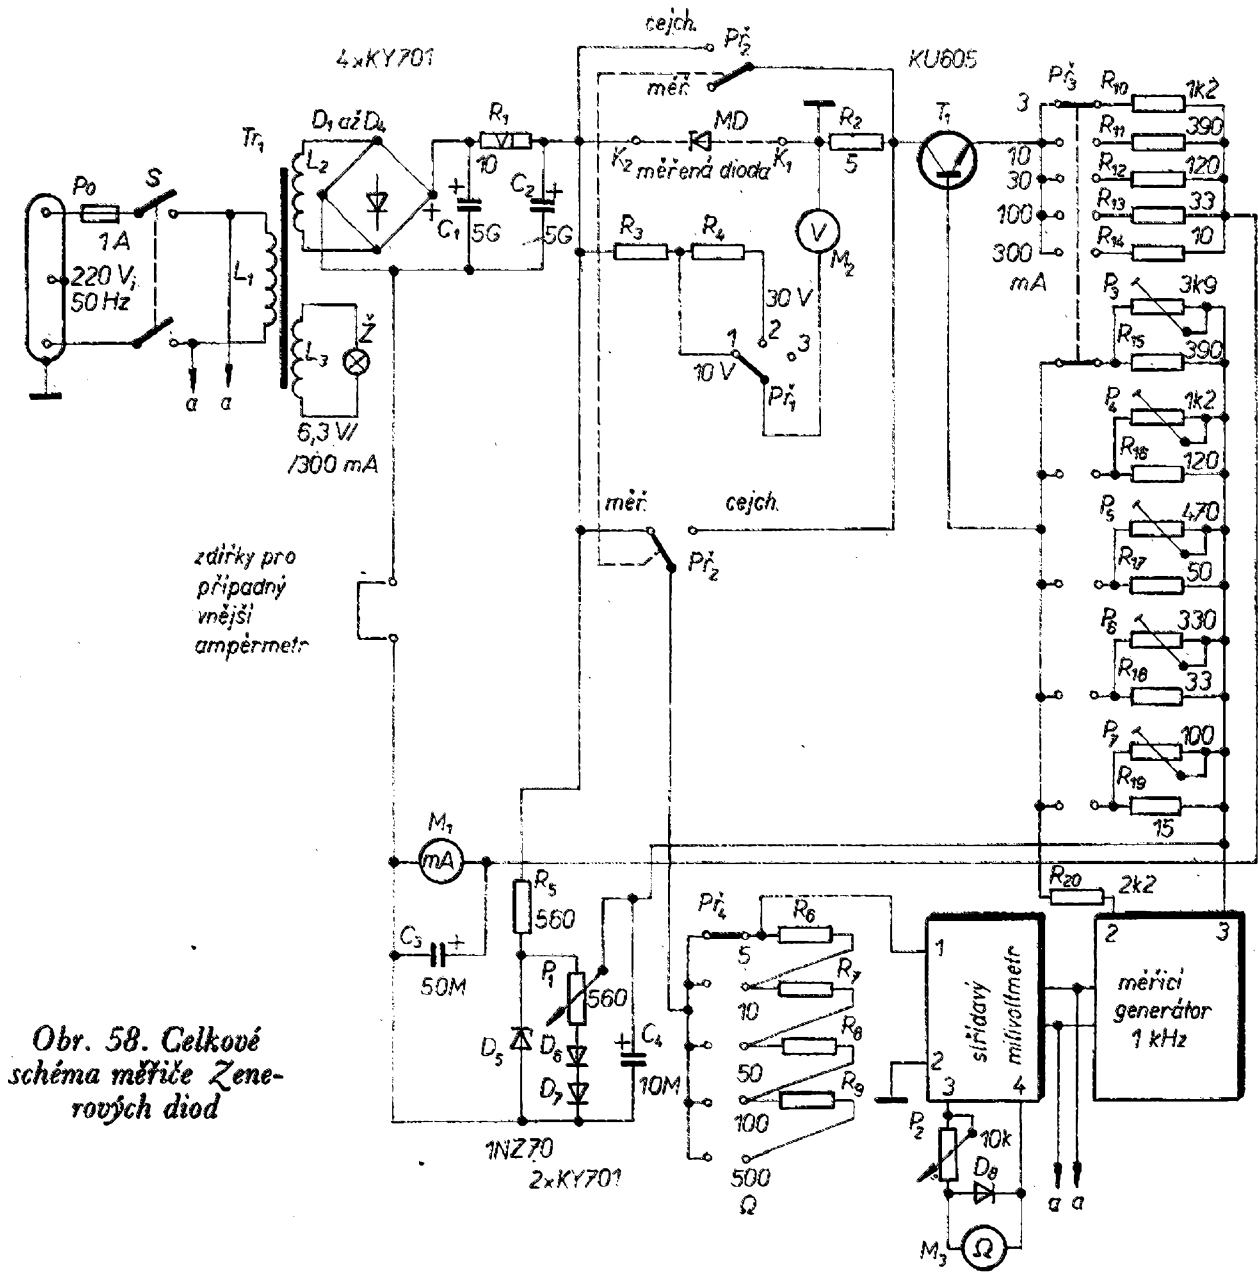 cejch.
Př2
4xKY701
KU605
měř.
Př3
R10
1k2
3
D1 až D4
R1
MD
R2
T1
R11
390
Tr1
L2
10
K2
K1
5
měřená dioda
10
R12
120
Po
S
C2
30
R13
33
1A
C1
5G
5G
R3
R4
V
M2
100
R14
10
300
mA
220 V;
50 Hz
L1
30 V
P3
3k9
L3
Ž
1
2
3
R15
390
10 V
Př1
P4
1k2
a
a
6,3 V/
/300 mA
R16
120
měř.
cejch.
P5
470
Př2
R17
50
zdířky pro
případný
vnější
ampérmetr
P6
330
R18
33
P7
100
R19
15
M1
mA
R5
560
R20
2k2
Př4
R6
C3
50M
5
1
2
3
P1
560
R7
10
střídavý
milivoltmetr
měřicí
generátor
1 kHz
Obr. 58. Celkové
schéma měřiče Zene-
rových diod
D5
D6
D7
C4
10M
R8
50
R9
2
3
4
100
P2
10k
1NZ70
2xKY701
500
Ω
D8
a
a
M3
Ω